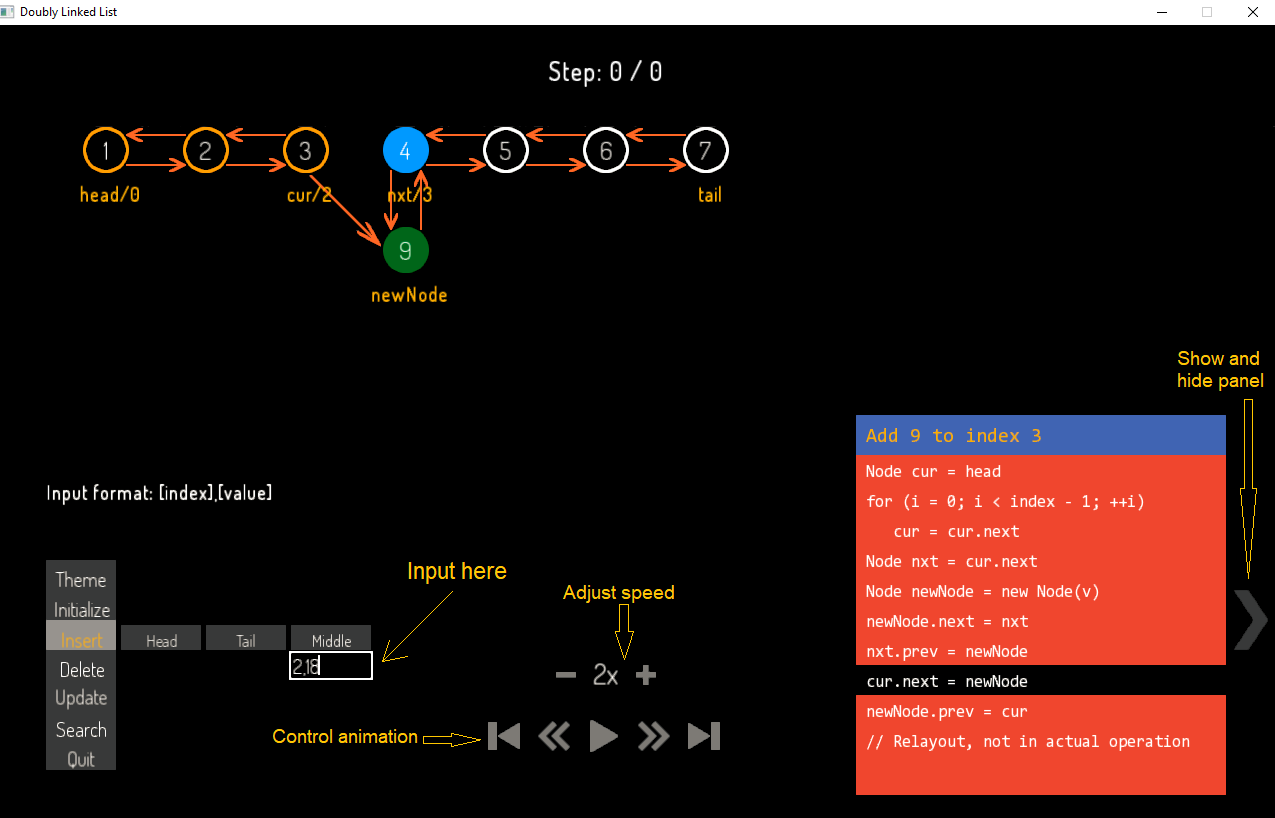 Doubly Linked List
Step: 0 / 0
1 2 3 4 5 6 7
head/0 cur/2 nxt/3 tail
9
newNode
Show and
hide panel
Add 9 to index 3
Node cur = head
for (i = 0; i < index - 1; ++i)
cur = cur.next
Node nxt = cur.next
Node newNode = new Node(v)
newNode.next = nxt
nxt.prev = newNode
cur.next = newNode
newNode.prev = cur
// Relayout, not in actual operation
Input format: [index],[value]
Input here
Adjust speed
Theme
Initialize
Insert Head Tail Middle
2,18
Delete
Update
Search
Quit
2x
Control animation